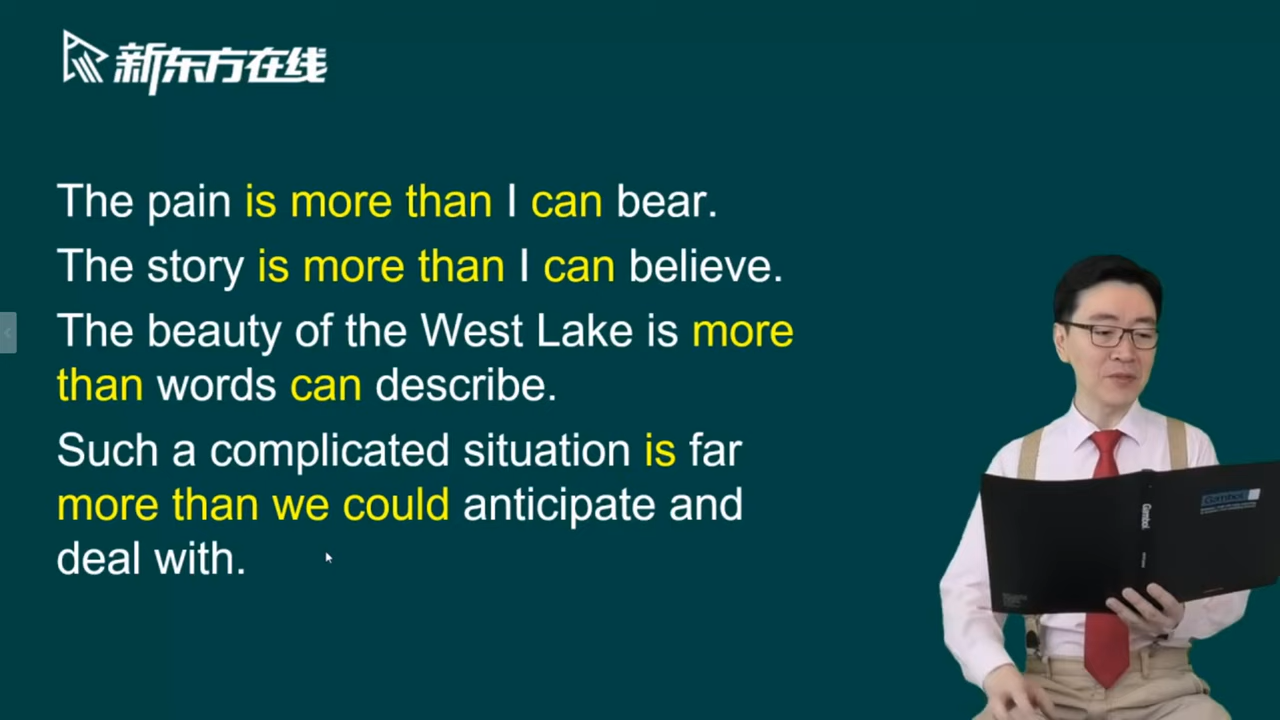 新东方在线
The pain is more than I can bear.
The story is more than I can believe.
The beauty of the West Lake is more
than words can describe.
Such a complicated situation is far
more than we could anticipate and
deal with.
Gambol
Gambol